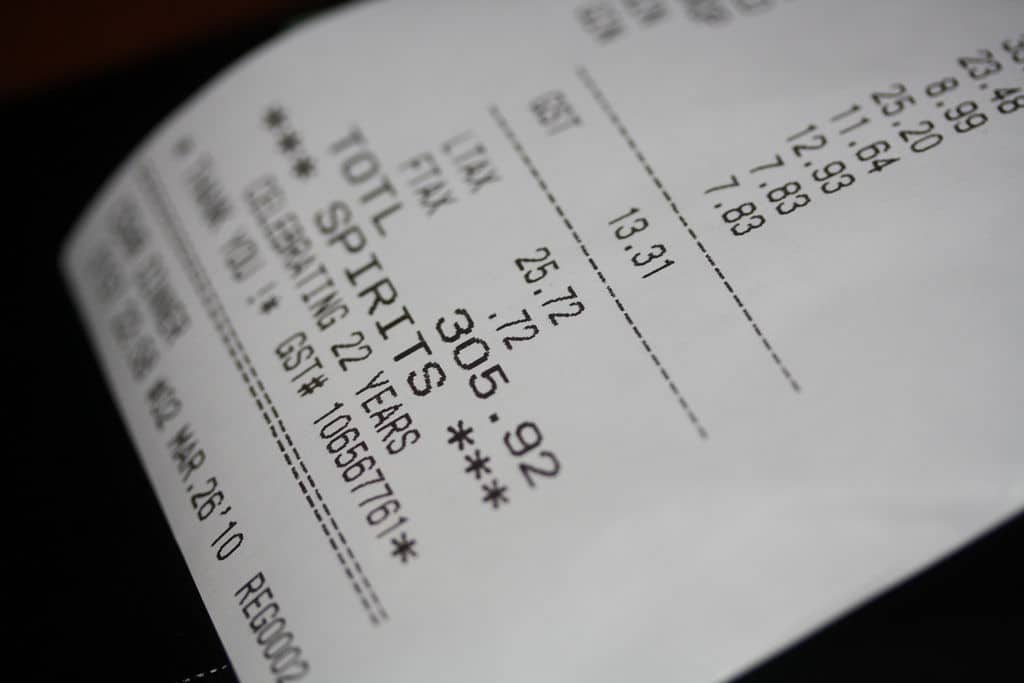 23.48
8.99
25.20
11.64
12.93
7.83
7.83
GST 13.31
LTAX 25.72
FTAX .72
TOTL 305.92
*** SPIRITS ***
CELEBRATING 22 YEARS
* THANK YOU !* GST# 106567761*
MAR.26'10 REG0002